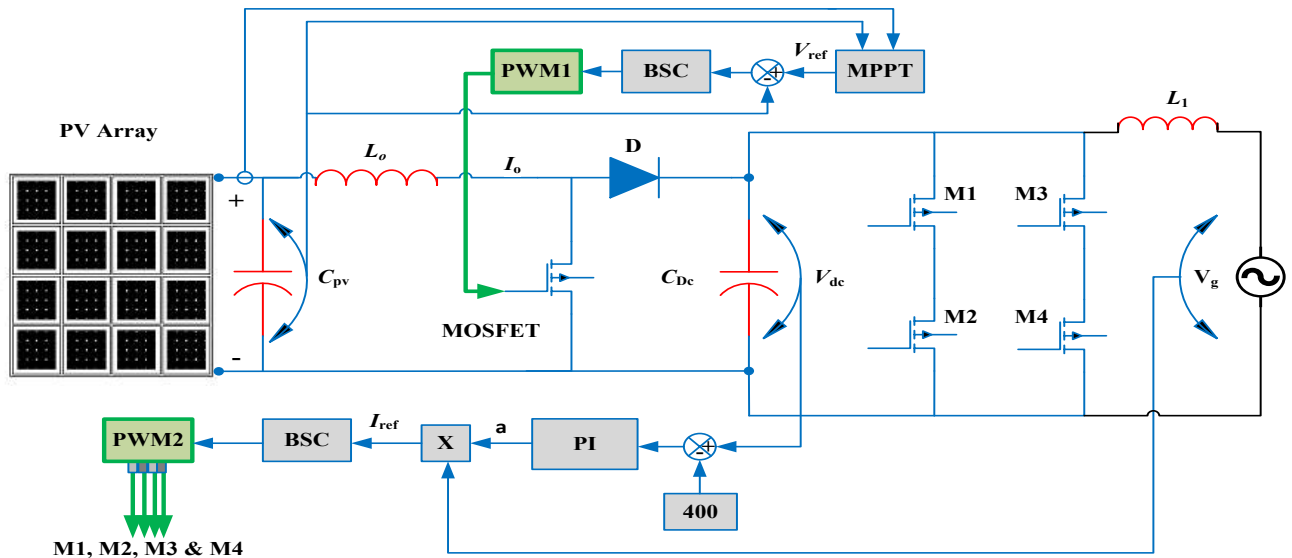 V_ref
PWM1
BSC
- +
MPPT
L_1
PV Array
L_o
I_o
D
+
M1
M3
C_pv
C_Dc
V_dc
V_g
MOSFET
M2
M4
-
I_ref
a
PWM2
BSC
X
PI
- +
400
M1, M2, M3 & M4